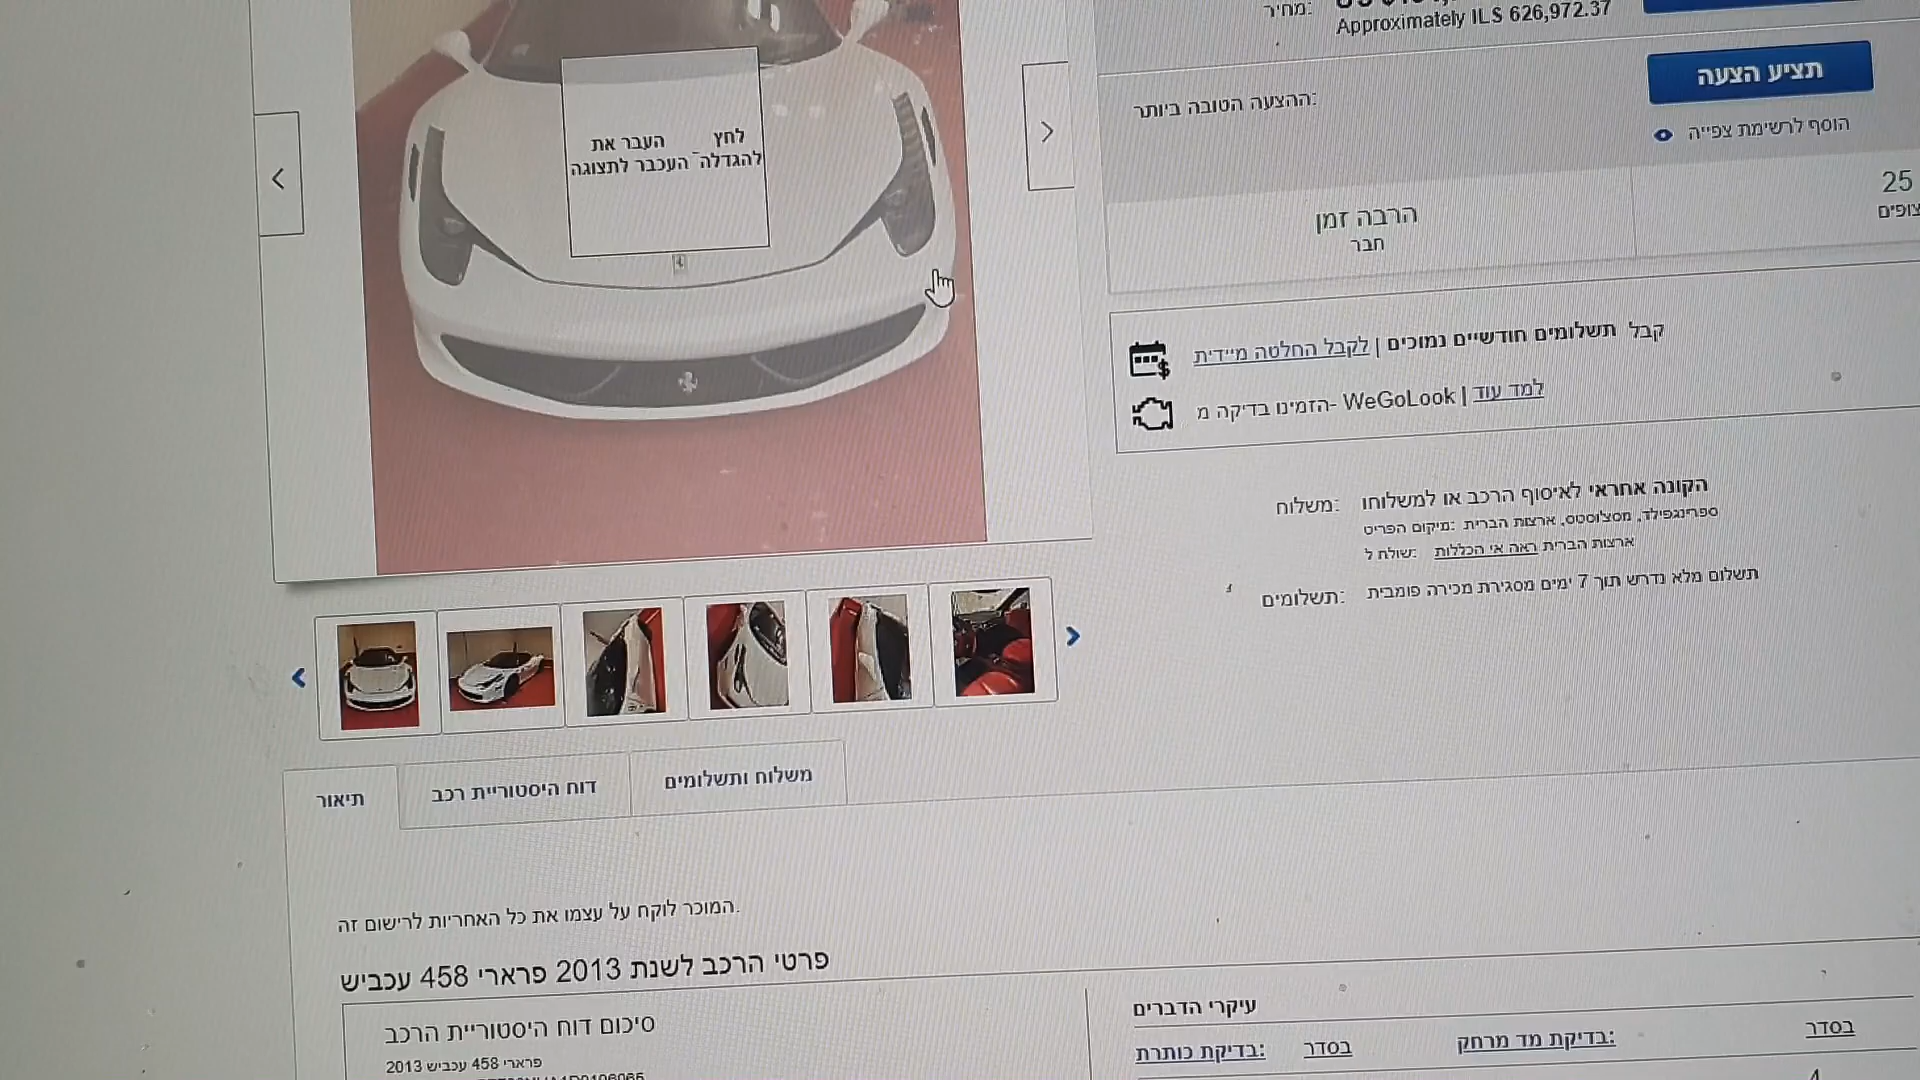 מחיר:
Approximately ILS 626,972.37
תציע הצעה
ההצעה הטובה ביותר:
הוסף לרשימת צפייה
לחץ להגדלה - העבר את העכבר לתצוגה
25
צופים
הרבה זמן
חבר
קבל תשלומים חודשיים נמוכים | לקבל החלטה מיידית
הזמינו בדיקה מ- WeGoLook | למד עוד
משלוח: הקונה אחראי לאיסוף הרכב או למשלוחו
מיקום הפריט: ספרינגפילד, מסצ'וסטס, ארצות הברית
שולח ל: ארצות הברית ראה אי הכללות
תשלומים: תשלום מלא נדרש תוך 7 ימים מסגירת מכירה פומבית
תיאור
דוח היסטוריית רכב
משלוח ותשלומים
המוכר לוקח על עצמו את כל האחריות לרישום זה.
פרטי הרכב לשנת 2013 פרארי 458 עכביש
סיכום דוח היסטוריית הרכב
2013 פרארי 458 עכביש
עיקרי הדברים
בדיקת כותרת: בסדר
בדיקת מד מרחק: בסדר